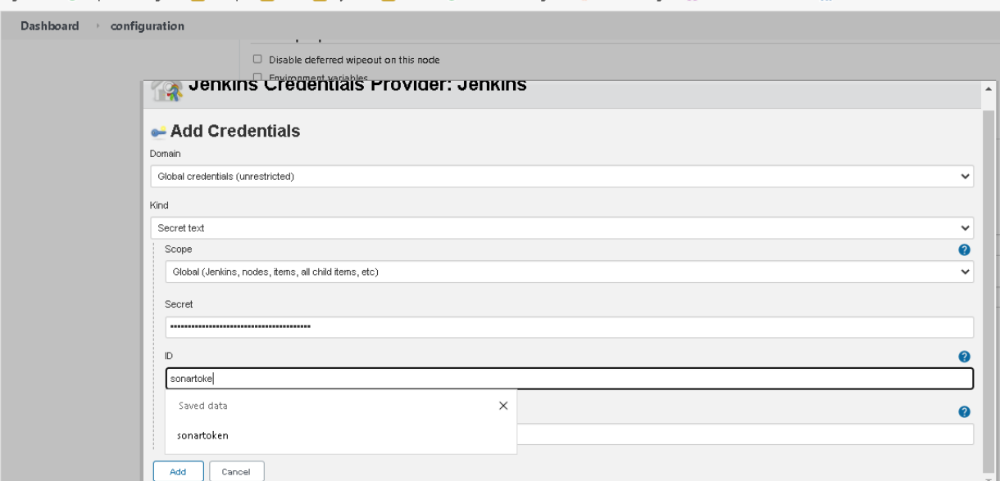 Dashboard › configuration
Disable deferred wipeout on this node
Environment variables
Jenkins Credentials Provider: Jenkins
Add Credentials
Domain
Global credentials (unrestricted)
Kind
Secret text
Scope
Global (Jenkins, nodes, items, all child items, etc)
Secret
ID
sonartoke
Saved data
sonartoken
Add Cancel